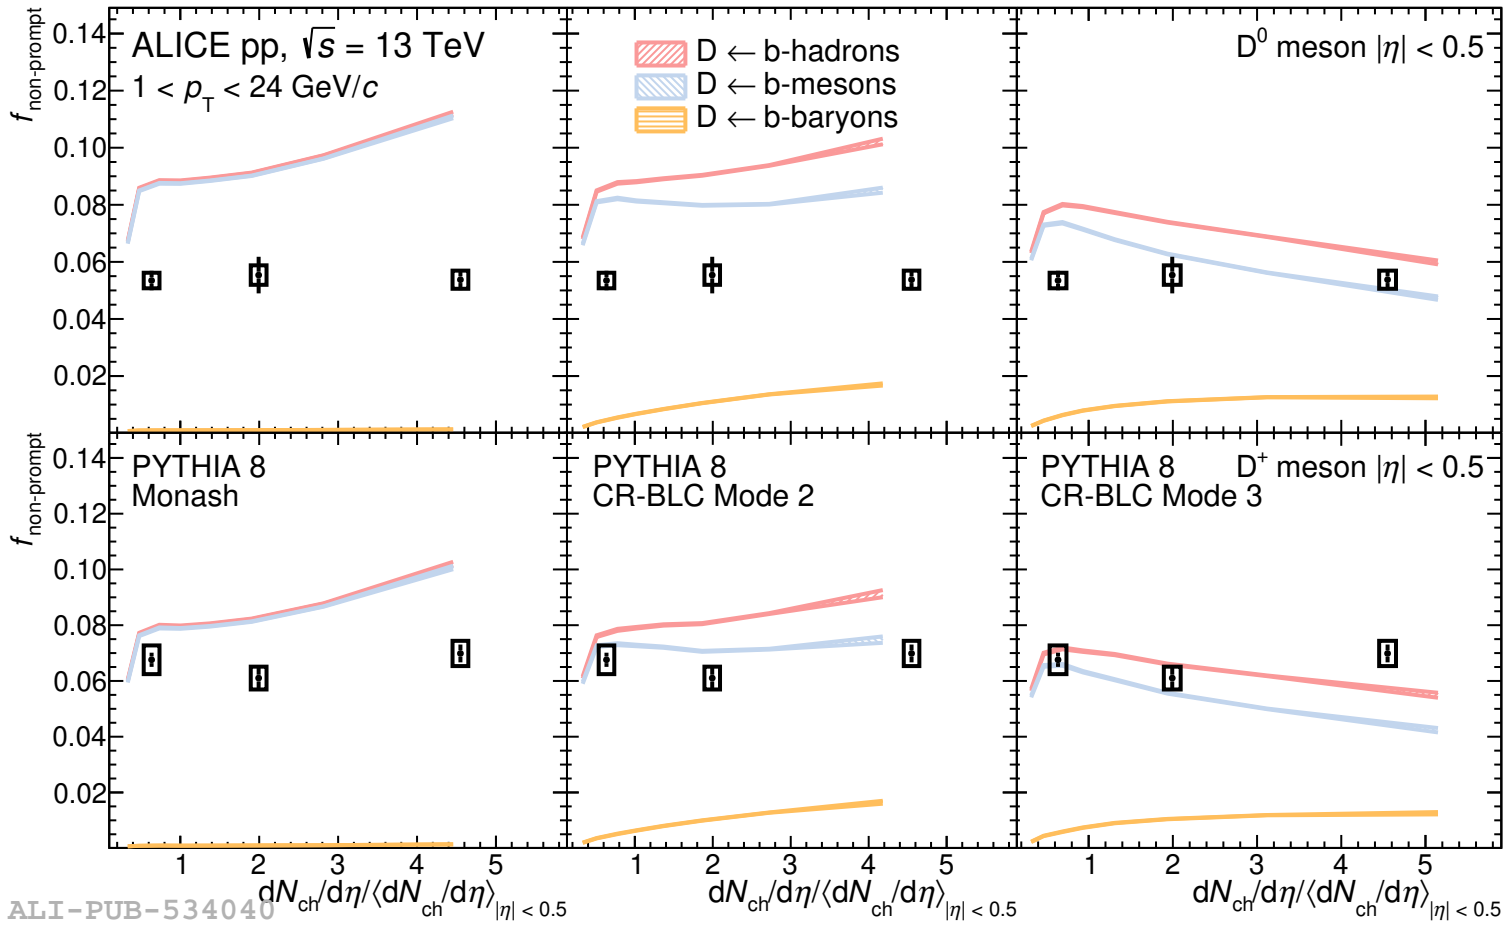 f_non-prompt
0.14
0.12
0.10
0.08
0.06
0.04
0.02
ALICE pp, √s = 13 TeV
1 < p_T < 24 GeV/c
D ← b-hadrons
D ← b-mesons
D ← b-baryons
D⁰ meson |η| < 0.5
f_non-prompt
0.14
0.12
0.10
0.08
0.06
0.04
0.02
PYTHIA 8
Monash
PYTHIA 8
CR-BLC Mode 2
PYTHIA 8
CR-BLC Mode 3
D⁺ meson |η| < 0.5
1 2 3 4 5
1 2 3 4 5
1 2 3 4 5
dN_ch/dη/⟨dN_ch/dη⟩_|η| < 0.5
dN_ch/dη/⟨dN_ch/dη⟩_|η| < 0.5
dN_ch/dη/⟨dN_ch/dη⟩_|η| < 0.5
ALI-PUB-534040